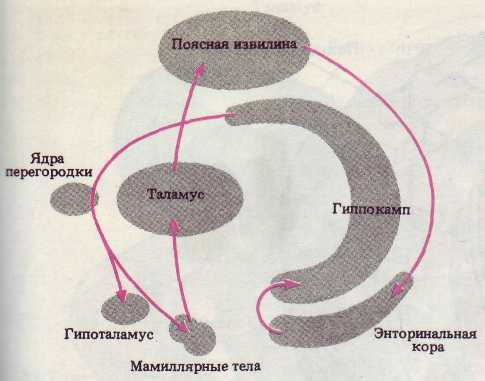 Поясная извилина
Ядра
перегородки
Таламус
Гиппокамп
Гипоталамус
Энторинальная
кора
Мамиллярные тела